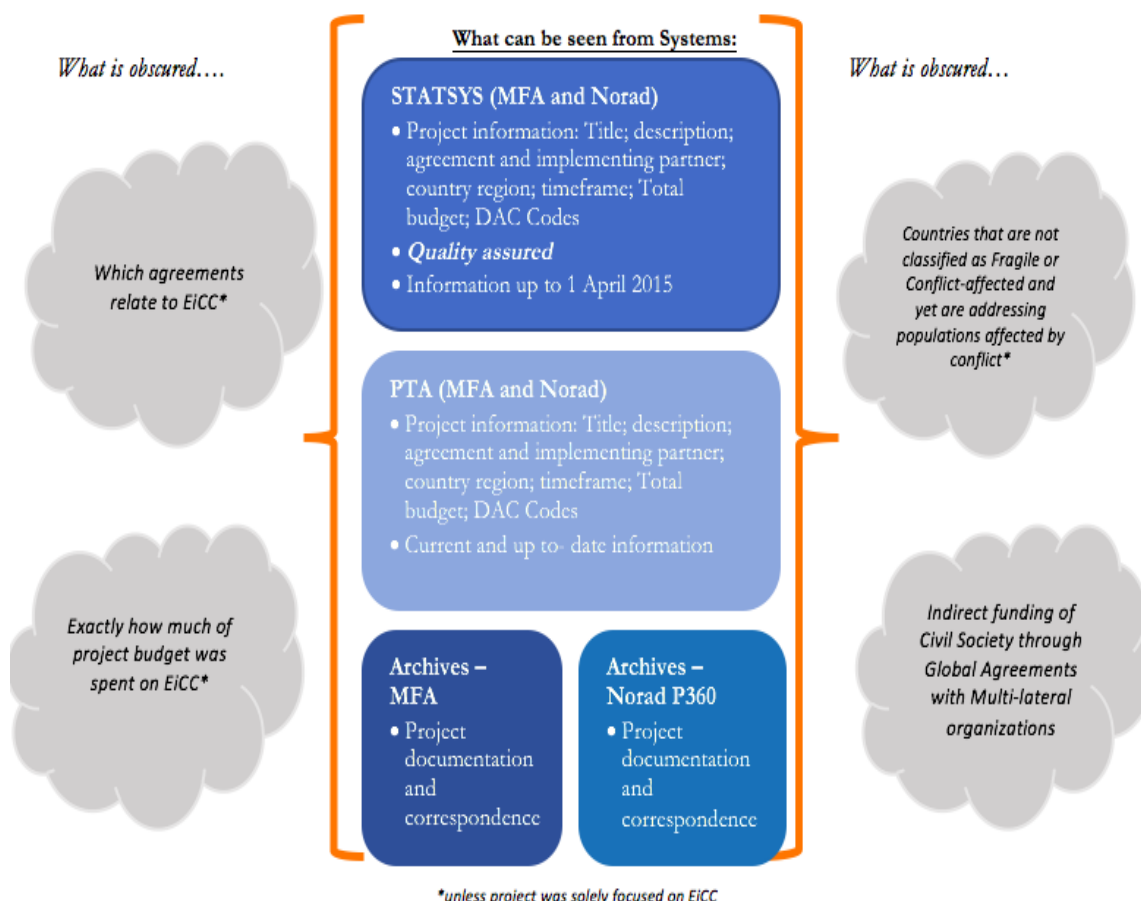 What can be seen from Systems:
What is obscured….
Which agreements
relate to EiCC*
Exactly how much of
project budget was
spent on EiCC*
STATSYS (MFA and Norad)
• Project information: Title; description;
agreement and implementing partner;
country region; timeframe; Total
budget; DAC Codes
• Quality assured
• Information up to 1 April 2015
PTA (MFA and Norad)
• Project information: Title; description;
agreement and implementing partner;
country region; timeframe; Total
budget; DAC Codes
• Current and up to- date information
Archives –
MFA
• Project
documentation
and
correspondence
Archives –
Norad P360
• Project
documentation
and
correspondence
What is obscured…
Countries that are not
classified as Fragile or
Conflict-affected and
yet are addressing
populations affected by
conflict*
Indirect funding of
Civil Society through
Global Agreements
with Multi-lateral
organizations
*unless project was solely focused on EiCC